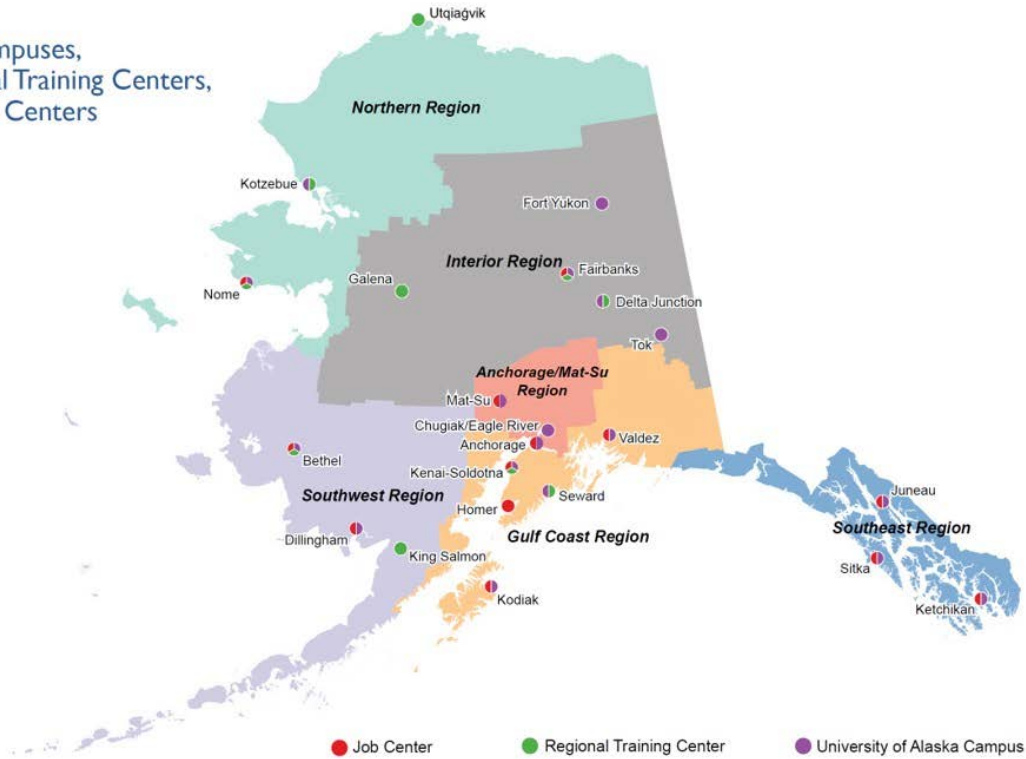 mpuses,
al Training Centers,
Centers
Utqiaġvik
Northern Region
Kotzebue
Fort Yukon
Interior Region
Fairbanks
Galena
Nome
Delta Junction
Tok
Anchorage/Mat-Su
Region
Mat-Su
Chugiak/Eagle River
Anchorage
Valdez
Bethel
Kenai-Soldotna
Southwest Region
Seward
Homer
Juneau
Southeast Region
Gulf Coast Region
Dillingham
King Salmon
Sitka
Kodiak
Ketchikan
Job Center
Regional Training Center
University of Alaska Campus